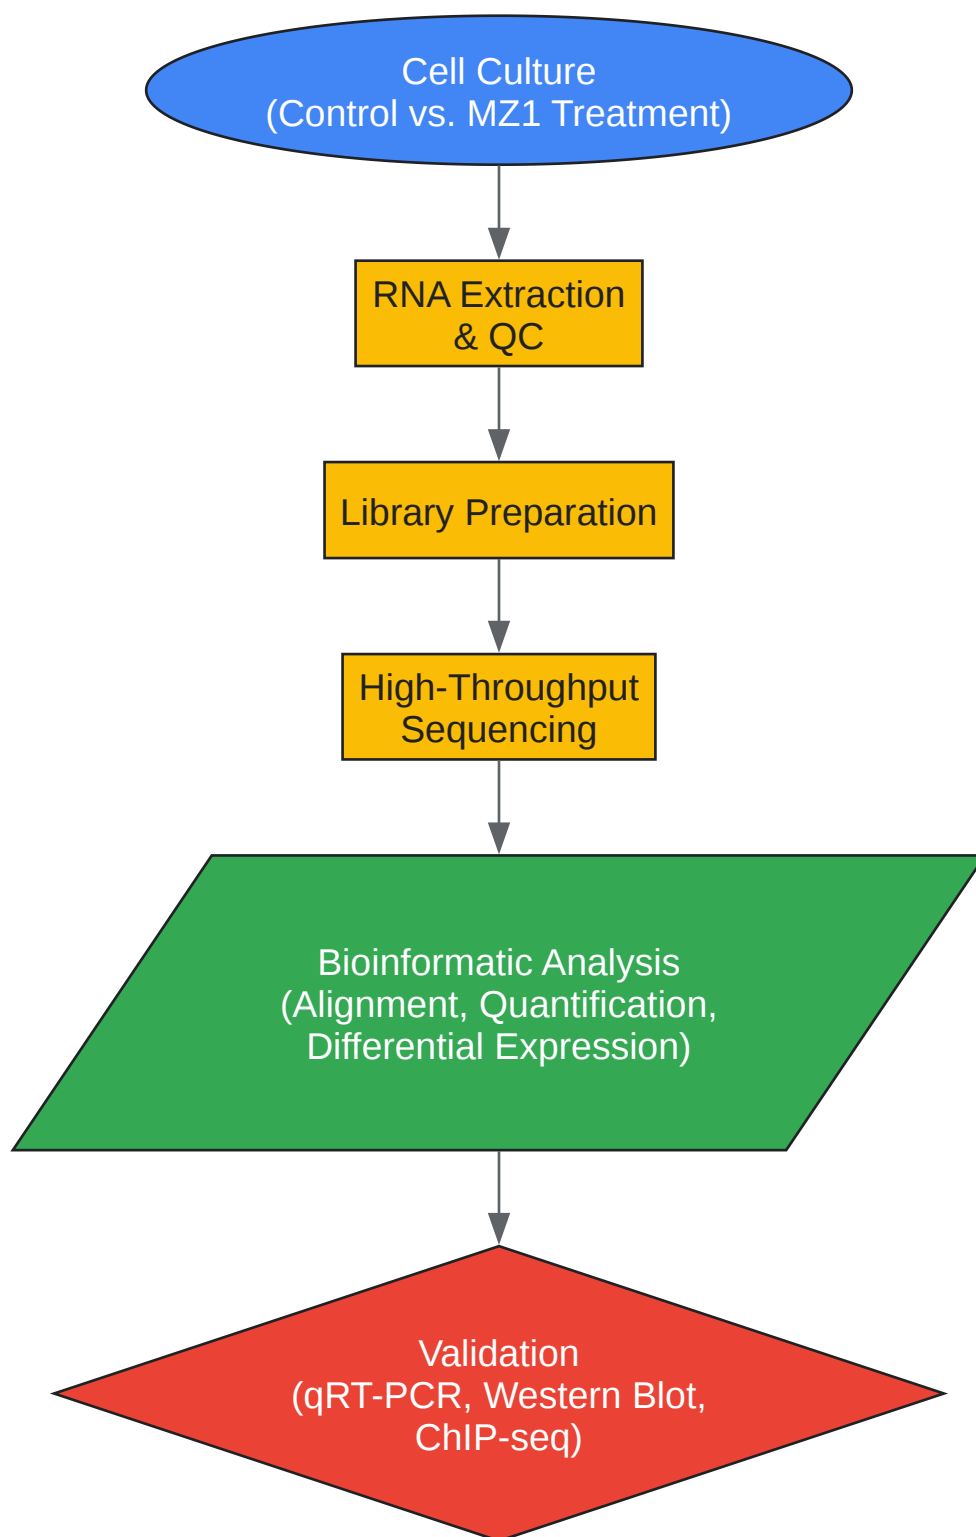 Cell Culture
(Control vs. MZ1 Treatment)
RNA Extraction
& QC
Library Preparation
High-Throughput
Sequencing
Bioinformatic Analysis
(Alignment, Quantification,
Differential Expression)
Validation
(qRT-PCR, Western Blot,
ChIP-seq)